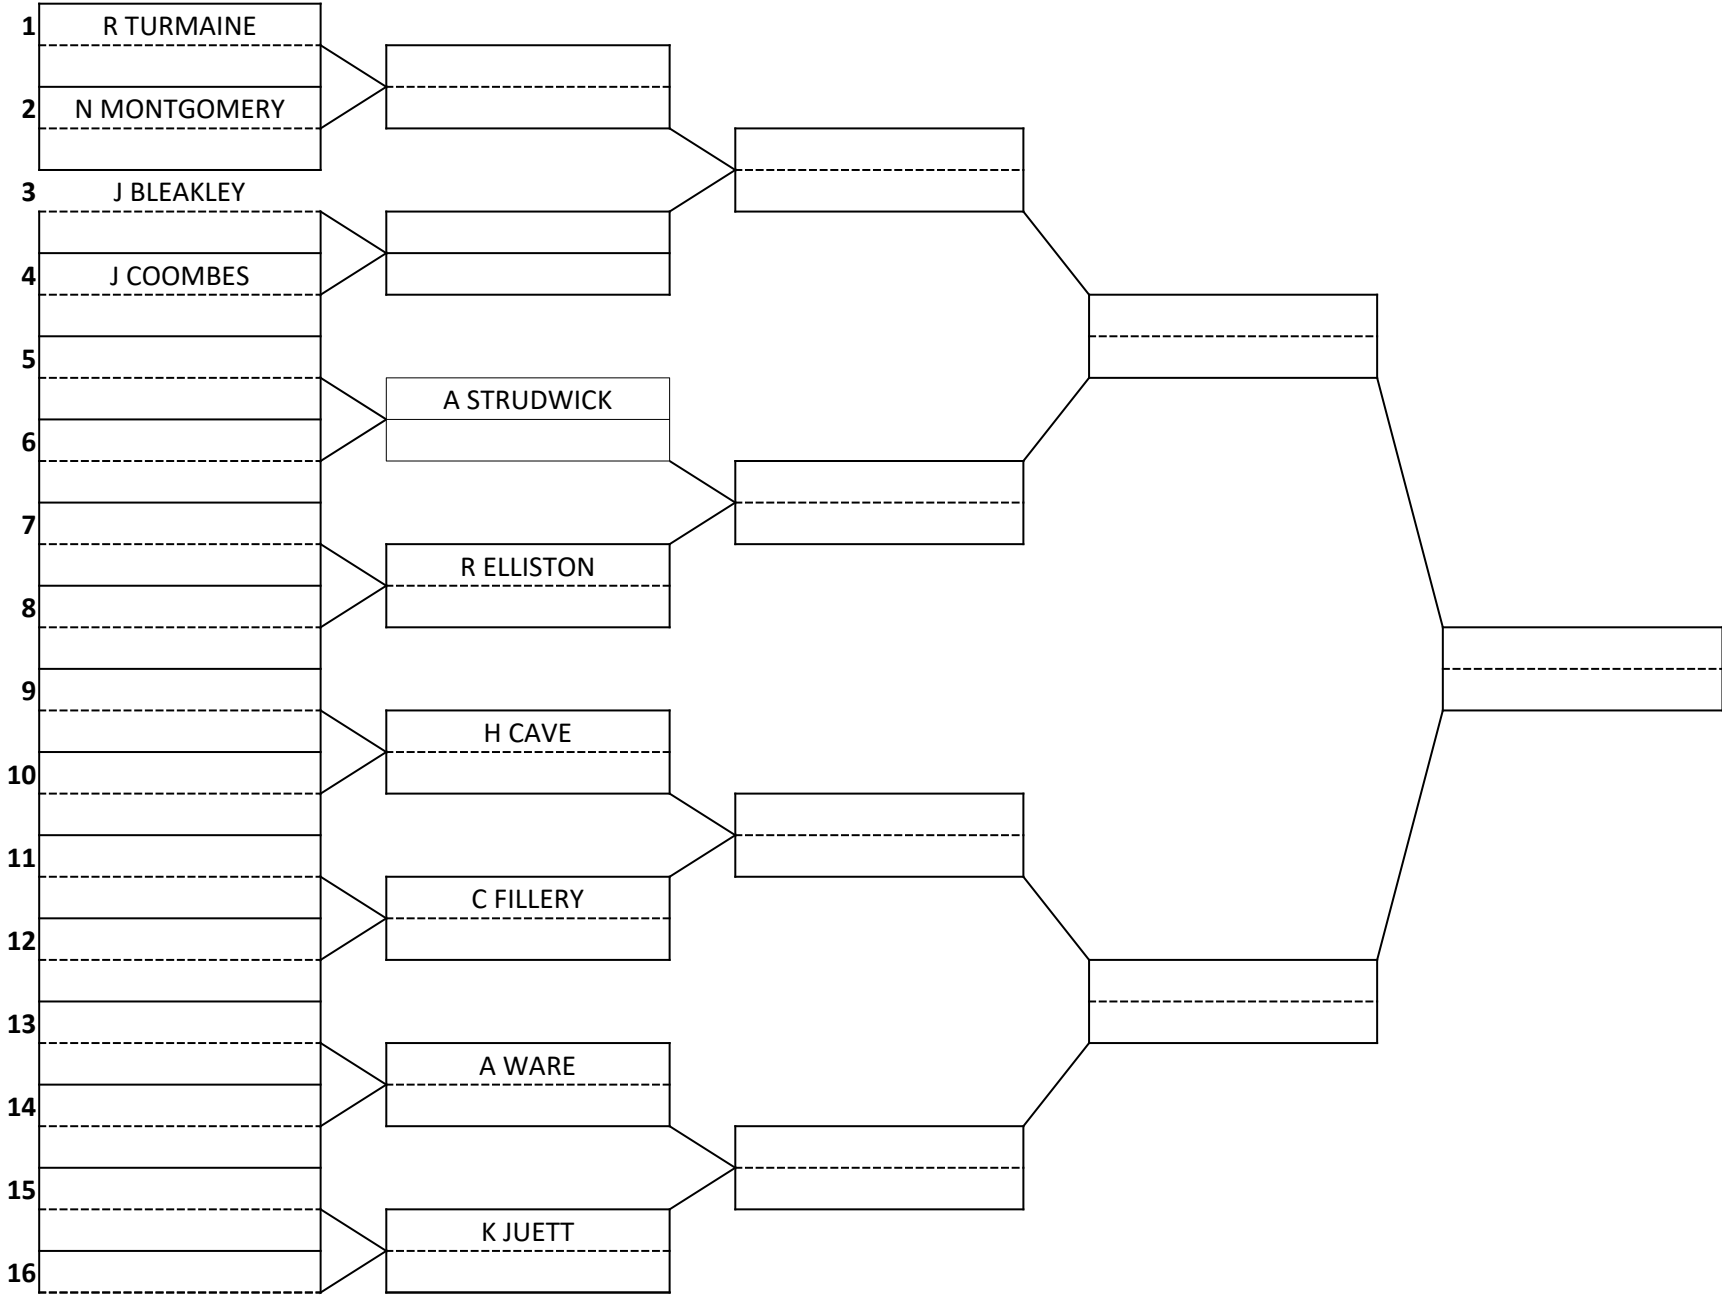 1 R TURMAINE
2 N MONTGOMERY
3 J BLEAKLEY
4 J COOMBES
5
A STRUDWICK
6
7
R ELLISTON
8
9
H CAVE
10
11
C FILLERY
12
13
A WARE
14
15
K JUETT
16